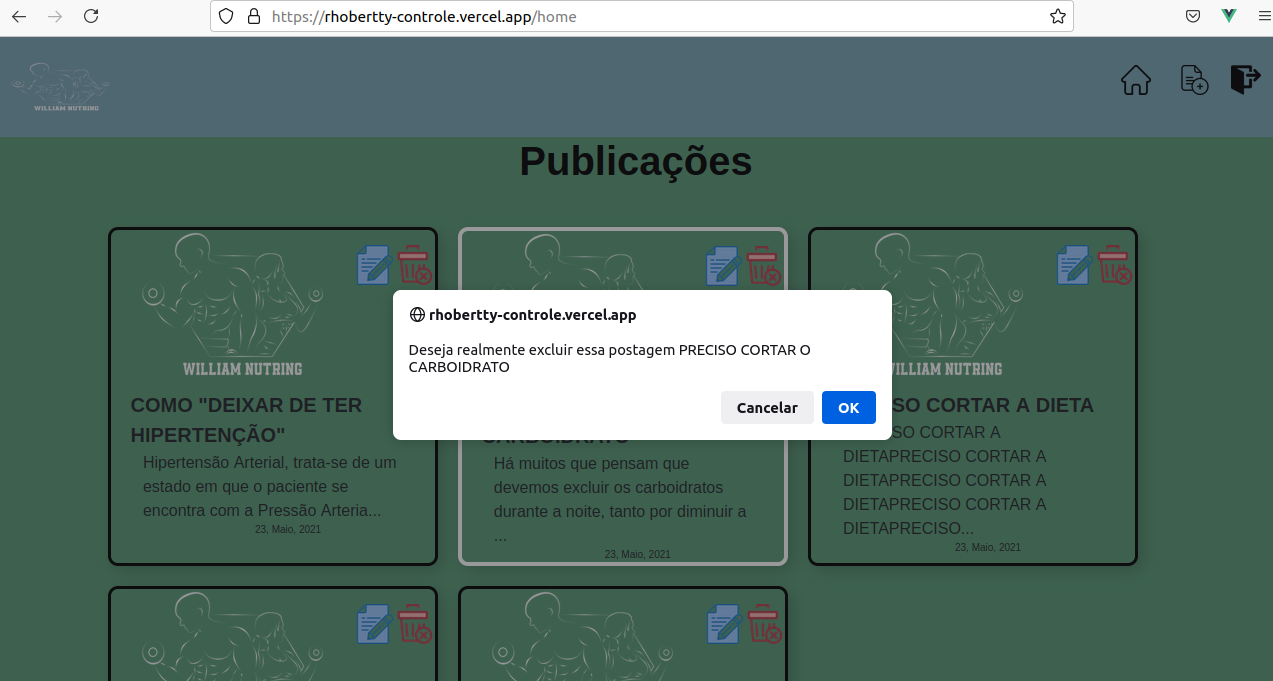 https://rhobertty-controle.vercel.app/home
WILLIAM NUTRING
Publicações
WILLIAM NUTRING
COMO "DEIXAR DE TER
HIPERTENÇÃO"
Hipertensão Arterial, trata-se de um
estado em que o paciente se
encontra com a Pressão Arteria...
23, Maio, 2021
rhobertty-controle.vercel.app
Deseja realmente excluir essa postagem PRECISO CORTAR O
CARBOIDRATO
Cancelar
OK
CARBOIDRATO
Há muitos que pensam que
devemos excluir os carboidratos
durante a noite, tanto por diminuir a
...
23, Maio, 2021
ILLIAM NUTRING
SO CORTAR A DIETA
SO CORTAR A
DIETAPRECISO CORTAR A
DIETAPRECISO CORTAR A
DIETAPRECISO CORTAR A
DIETAPRECISO...
23, Maio, 2021